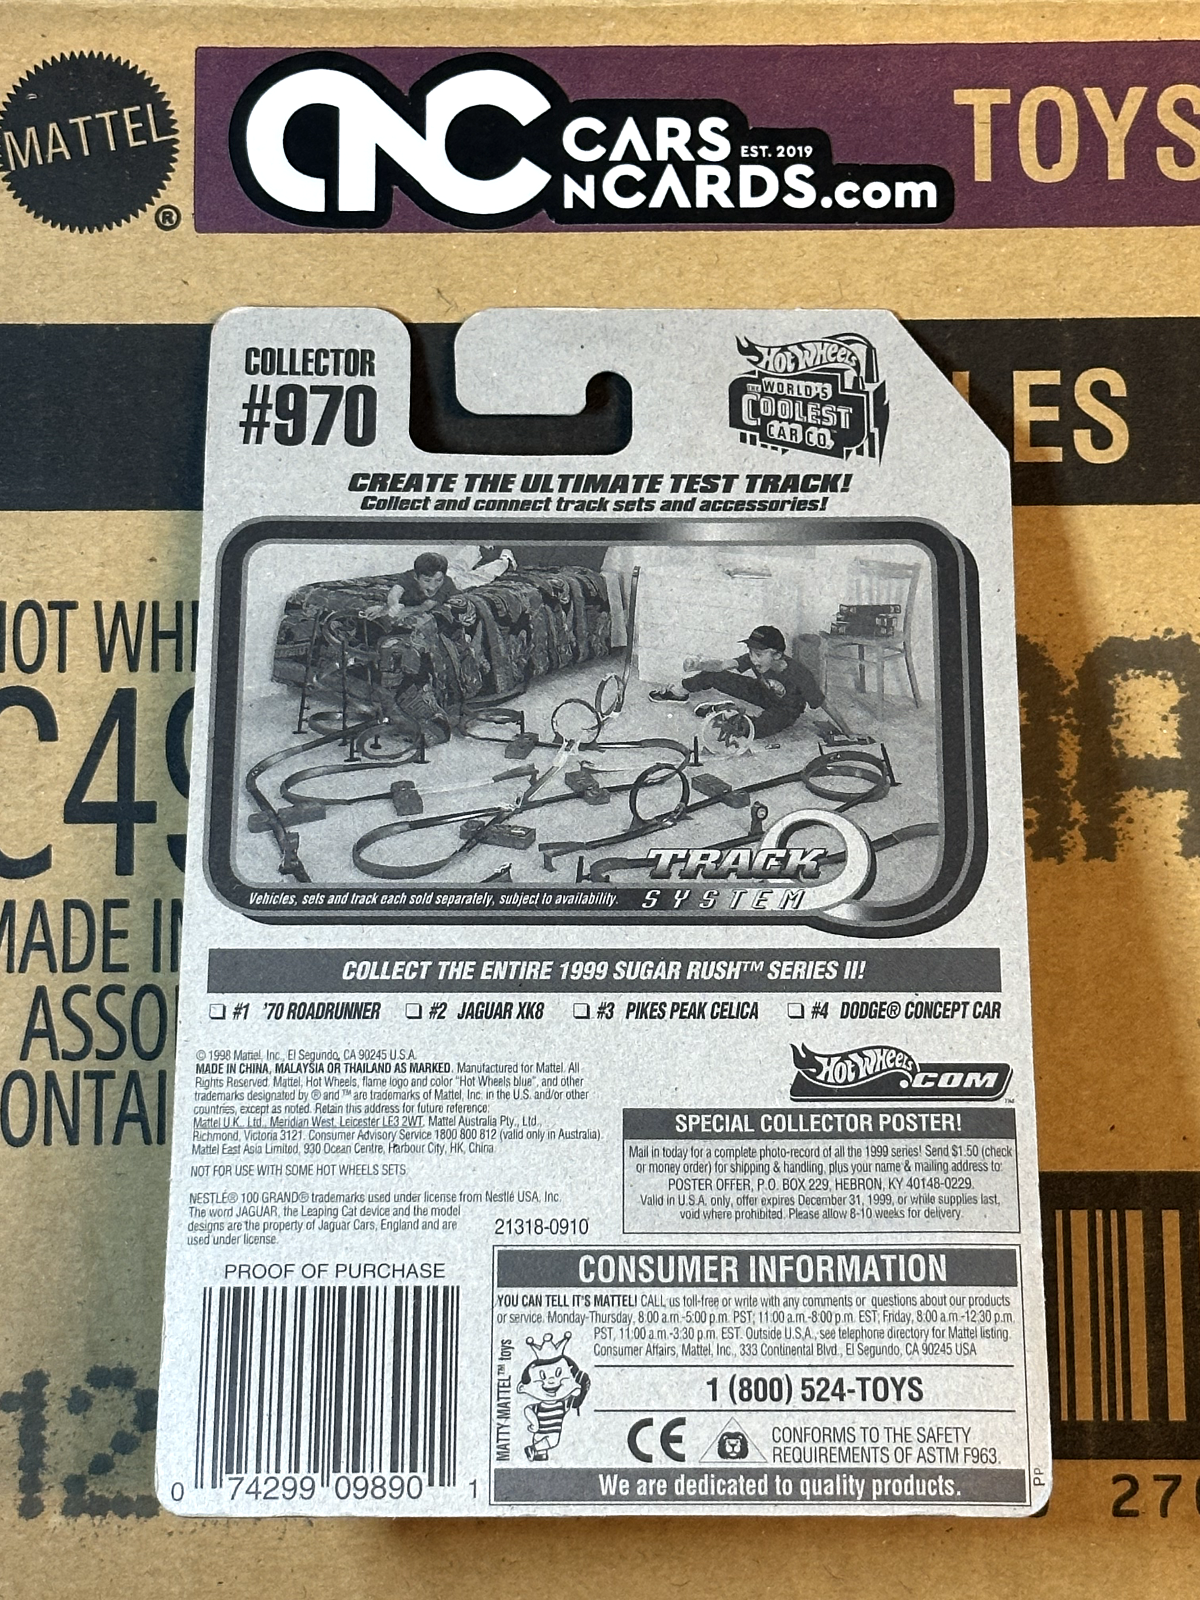 MATTEL
®
CNC CARS EST. 2019
NCARDS.com
TOYS
LES
COLLECTOR
#970
HOT WHEELS
THE WORLD'S
COOLEST
CAR CO.™
CREATE THE ULTIMATE TEST TRACK!
Collect and connect track sets and accessories!
HOT WHE
C49
MADE IN
ASSO
ONTAI
TRACK
SYSTEM
Vehicles, sets and track each sold separately, subject to availability.
COLLECT THE ENTIRE 1999 SUGAR RUSH™ SERIES II!
#1 '70 ROADRUNNER #2 JAGUAR XK8 #3 PIKES PEAK CELICA #4 DODGE® CONCEPT CAR
© 1998 Mattel, Inc., El Segundo, CA 90245 U.S.A.
MADE IN CHINA, MALAYSIA OR THAILAND AS MARKED. Manufactured for Mattel. All
Rights Reserved. Mattel, Hot Wheels, flame logo and color "Hot Wheels blue", and other
trademarks designated by ® and ™ are trademarks of Mattel, Inc. in the U.S. and/or other
countries, except as noted. Retain this address for future reference:
Mattel U.K., Ltd., Meridian West, Leicester LE3 2WT. Mattel Australia Pty., Ltd.,
Richmond, Victoria 3121. Consumer Advisory Service 1800 800 812 (valid only in Australia).
Mattel East Asia Limited, 930 Ocean Centre, Harbour City, HK, China.
NOT FOR USE WITH SOME HOT WHEELS SETS.
NESTLÉ® 100 GRAND® trademarks used under license from Nestlé USA, Inc.
The word JAGUAR, the Leaping Cat device and the model
designs are the property of Jaguar Cars, England and are
used under license.
21318-0910
HOT WHEELS.COM™
SPECIAL COLLECTOR POSTER!
Mail in today for a complete photo-record of all the 1999 series! Send $1.50 (check
or money order) for shipping & handling, plus your name & mailing address to:
POSTER OFFER, P.O. BOX 229, HEBRON, KY 40148-0229.
Valid in U.S.A. only, offer expires December 31, 1999, or while supplies last,
void where prohibited. Please allow 8-10 weeks for delivery.
PROOF OF PURCHASE
0 74299 09890 1
CONSUMER INFORMATION
YOU CAN TELL IT'S MATTEL! CALL us toll-free or write with any comments or questions about our products
or service. Monday-Thursday, 8:00 a.m.-5:00 p.m. PST; 11:00 a.m.-8:00 p.m. EST; Friday, 8:00 a.m.-12:30 p.m.
PST, 11:00 a.m.-3:30 p.m. EST. Outside U.S.A., see telephone directory for Mattel listing.
Consumer Affairs, Mattel, Inc., 333 Continental Blvd., El Segundo, CA 90245 USA
MATTY MATTEL™ toys
1 (800) 524-TOYS
CE
CONFORMS TO THE SAFETY
REQUIREMENTS OF ASTM F963.
We are dedicated to quality products.
PP
12
27